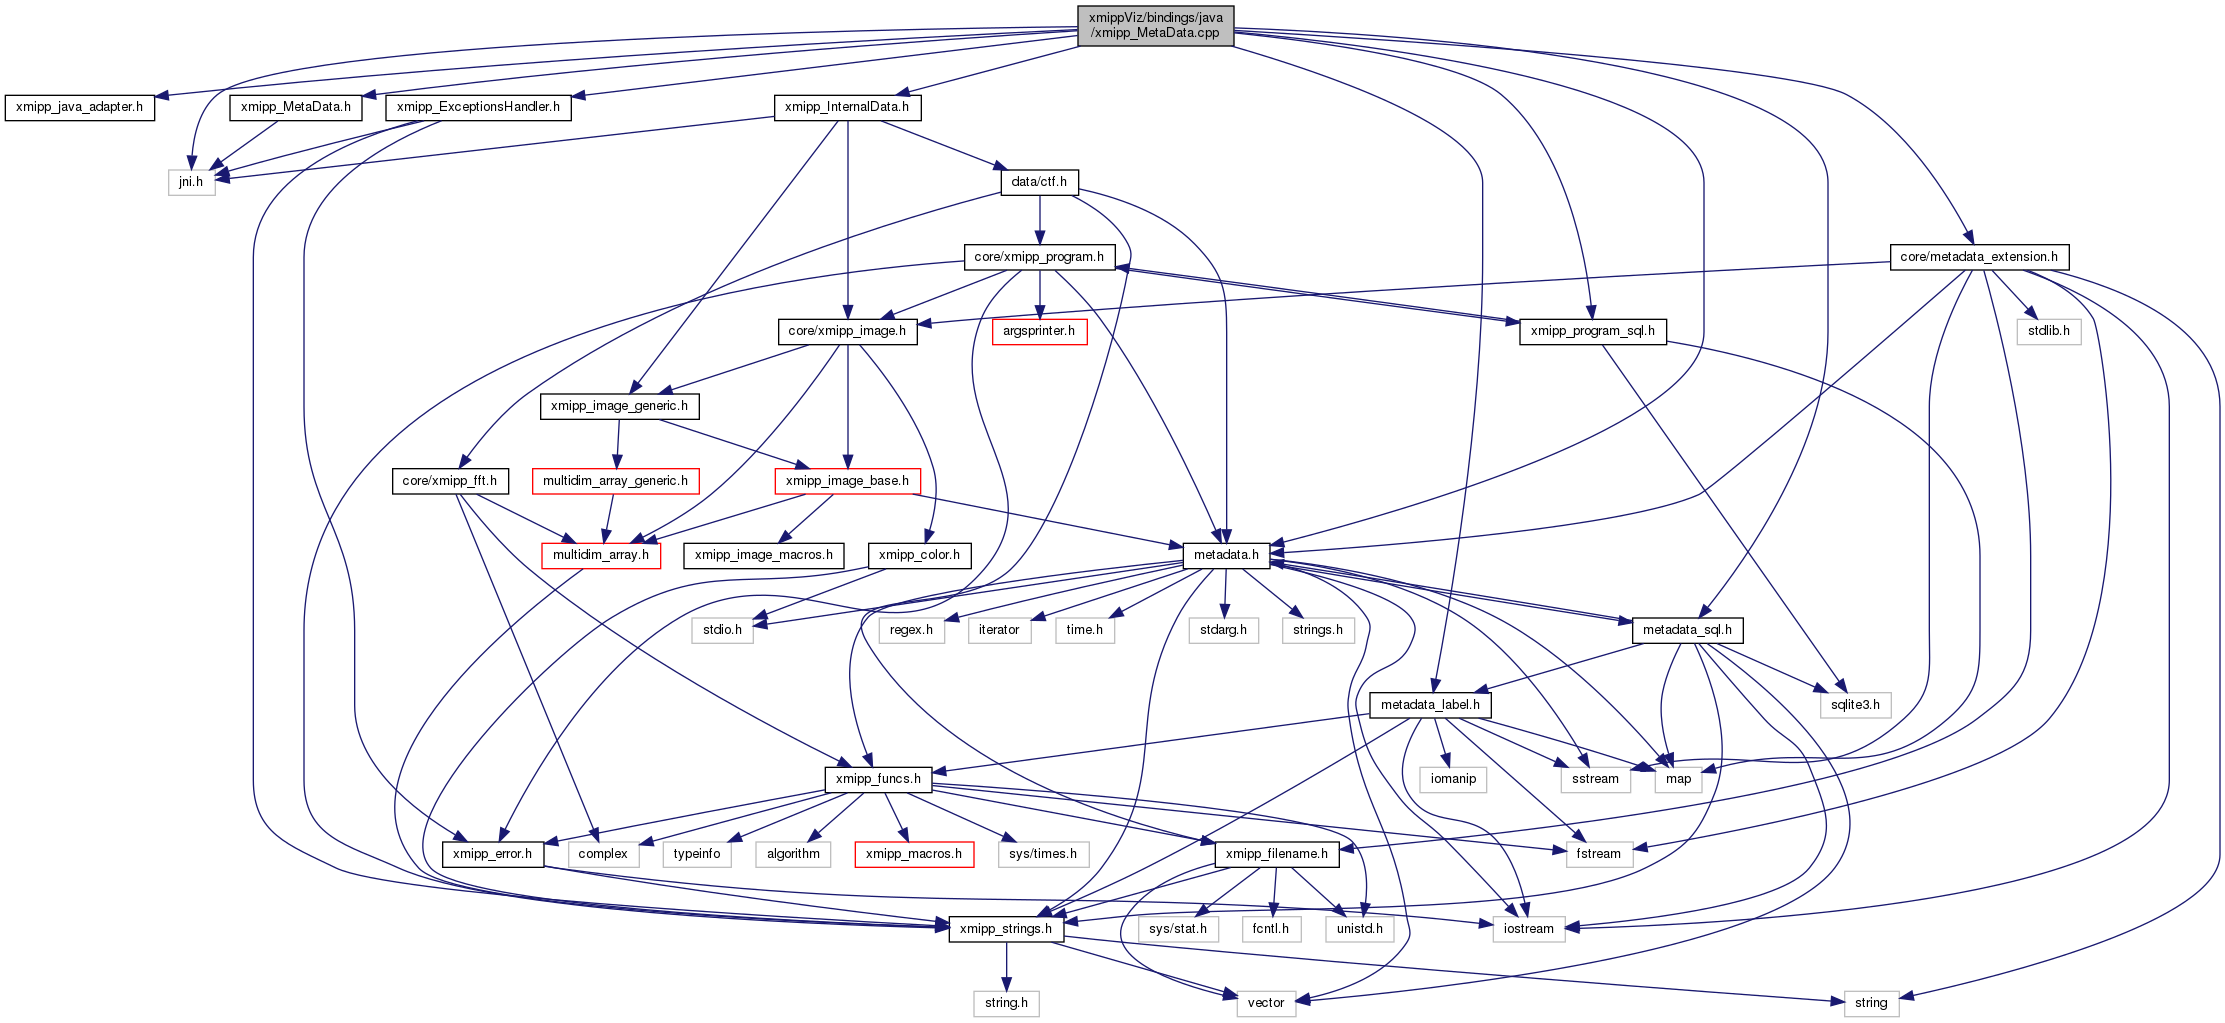 xmippViz/bindings/java
/xmipp_MetaData.cpp
xmipp_java_adapter.h
xmipp_MetaData.h
xmipp_ExceptionsHandler.h
xmipp_InternalData.h
jni.h
data/ctf.h
core/xmipp_program.h
core/metadata_extension.h
core/xmipp_image.h
argsprinter.h
xmipp_program_sql.h
stdlib.h
xmipp_image_generic.h
core/xmipp_fft.h
multidim_array_generic.h
xmipp_image_base.h
multidim_array.h
xmipp_image_macros.h
xmipp_color.h
metadata.h
stdio.h
regex.h
iterator
time.h
stdarg.h
strings.h
metadata_sql.h
metadata_label.h
sqlite3.h
xmipp_funcs.h
iomanip
sstream
map
xmipp_error.h
complex
typeinfo
algorithm
xmipp_macros.h
sys/times.h
xmipp_filename.h
fstream
xmipp_strings.h
sys/stat.h
fcntl.h
unistd.h
iostream
string.h
vector
string